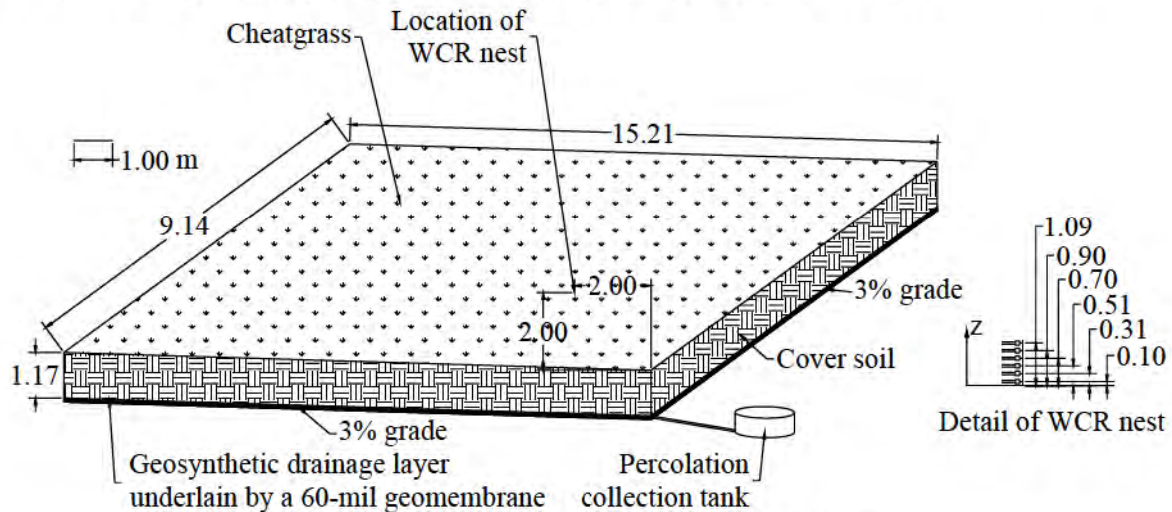 Cheatgrass
Location of
WCR nest
15.21
1.00 m
9.14
2.00
2.00
3% grade
Cover soil
1.17
3% grade
Geosynthetic drainage layer
underlain by a 60-mil geomembrane
Percolation
collection tank
1.09
0.90
0.70
0.51
0.31
0.10
Z
Detail of WCR nest